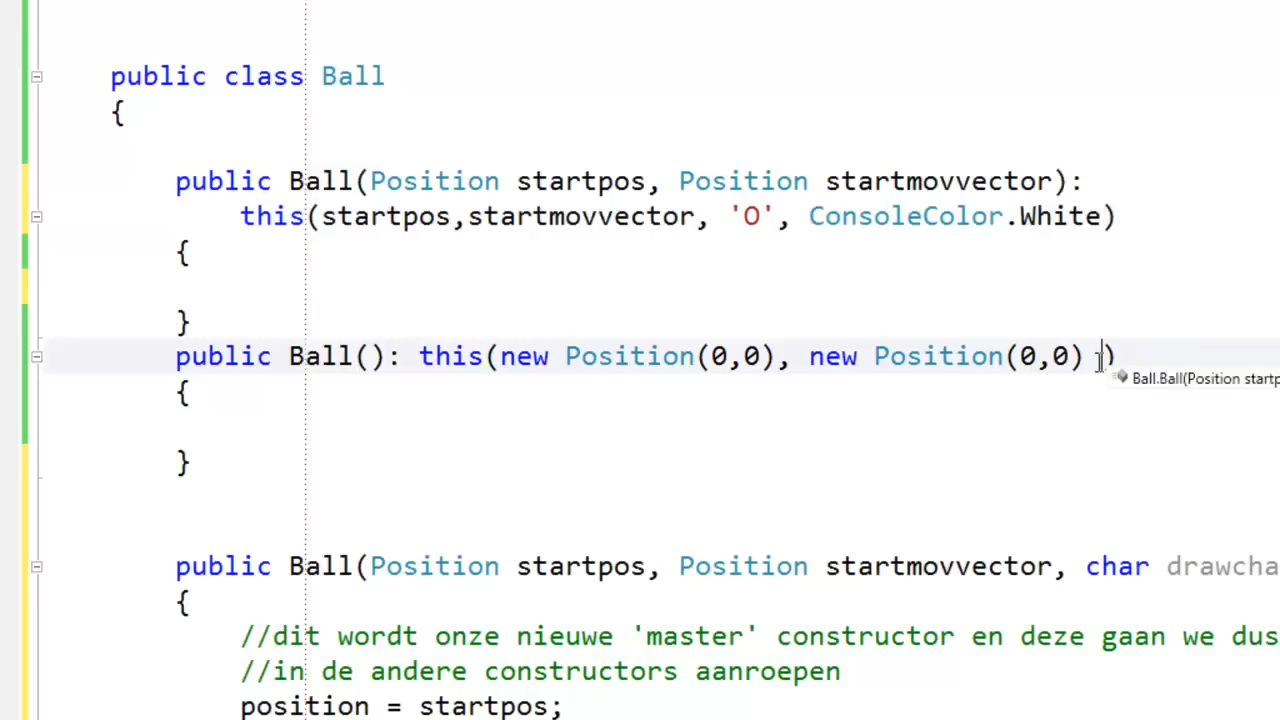 public class Ball
{
public Ball(Position startpos, Position startmovvector):
this(startpos,startmovvector, 'O', ConsoleColor.White)
{
}
public Ball(): this(new Position(0,0), new Position(0,0) )
Ball.Ball(Position startp
{
}
public Ball(Position startpos, Position startmovvector, char drawcha
{
//dit wordt onze nieuwe 'master' constructor en deze gaan we dus
//in de andere constructors aanroepen
position = startpos;